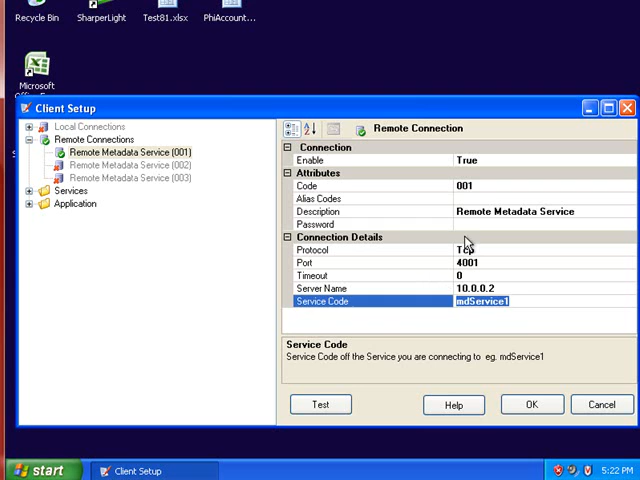 Recycle Bin
SharperLight
Test81.xlsx
PhiAccount...
Microsoft
Client Setup
Local Connections
Remote Connections
Remote Metadata Service (001)
Remote Metadata Service (002)
Remote Metadata Service (003)
Services
Application
Remote Connection
Connection
Enable True
Attributes
Code 001
Alias Codes
Description Remote Metadata Service
Password
Connection Details
Protocol Tcp
Port 4001
Timeout 0
Server Name 10.0.0.2
Service Code mdService1
Service Code
Service Code off the Service you are connecting to eg. mdService1
Test
Help
OK
Cancel
start
Client Setup
5:22 PM